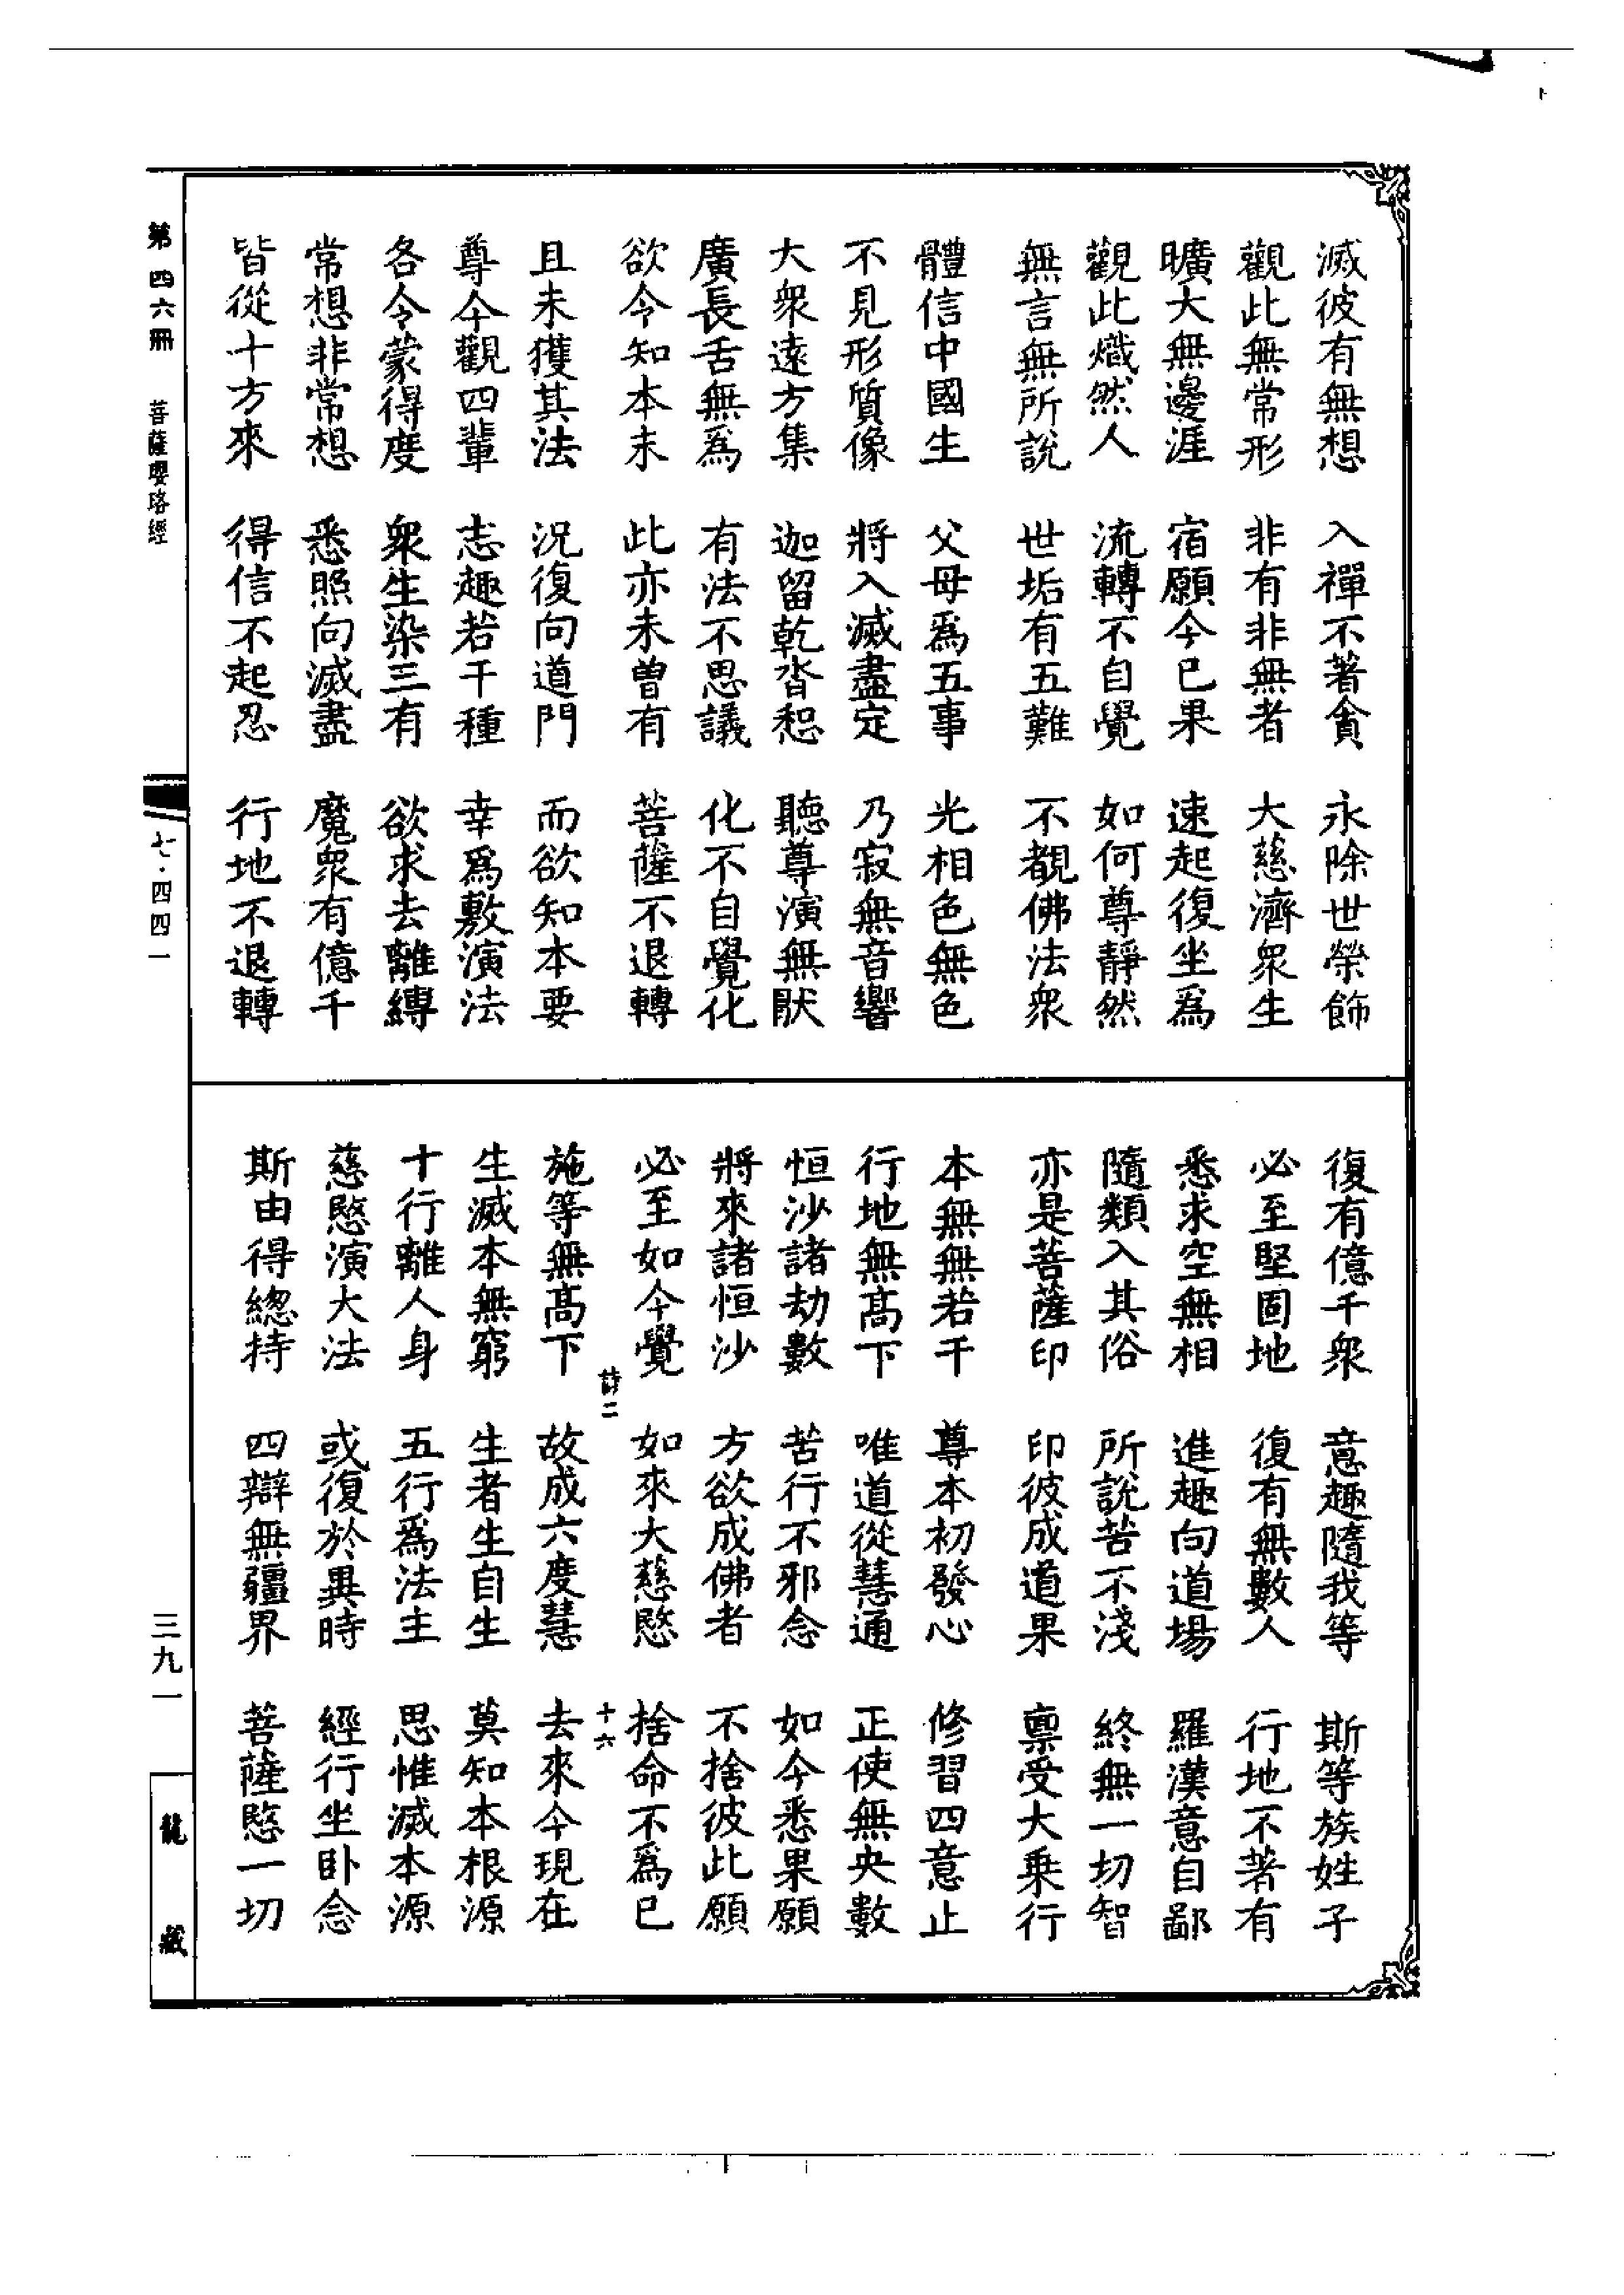 滅彼有無想　入禪不著貪　永除世榮飾
觀此無常形　非有非無者　大慈濟眾生
曠大無邊涯　宿願今已果　速起復坐爲
觀此熾然人　流轉不自覺　如何尊靜然
無言無所說　世垢有五難　不覩佛法眾
體信中國生　父母爲五事　光相色無色
不見形質像　將入滅盡定　乃寂無音響
大眾遠方集　迦留乾沓惒　聽尊演無猒
廣長舌無爲　有法不思議　化不自覺化
欲令知本末　此亦未曾有　菩薩不退轉
且未獲其法　況復向道門　而欲知本要
尊今觀四輩　志趣若干種　幸爲敷演法
各令蒙得度　眾生染三有　欲求去離縛
常想非常想　悉照向滅盡　魔眾有億千
皆從十方來　得信不起忍　行地不退轉
復有億千眾　意趣隨我等　斯等族姓子
必至堅固地　復有無數人　行地不著有
悉求空無相　進趣向道場　羅漢意自鄙
隨類入其俗　所說苦不淺　終無一切智
亦是菩薩印　印彼成道果　稟受大乘行
本無無若干　尊本初發心　修習四意止
行地無高下　唯道從慧通　正使無央數
恒沙諸劫數　苦行不邪念　如今悉果願
將來諸恒沙　方欲成佛者　不捨彼此願
必至如今覺　如來大慈愍　捨命不爲已
詩二　十六
施等無高下　故成六度慧　去來今現在
生滅本無窮　生者生自生　莫知本根源
十行離人身　五行爲法主　思惟滅本源
慈愍演大法　或復於異時　經行坐臥念
斯由得總持　四辯無疆界　菩薩愍一切
第四六冊　菩薩瓔珞經　七·四四一　三九一　龍藏